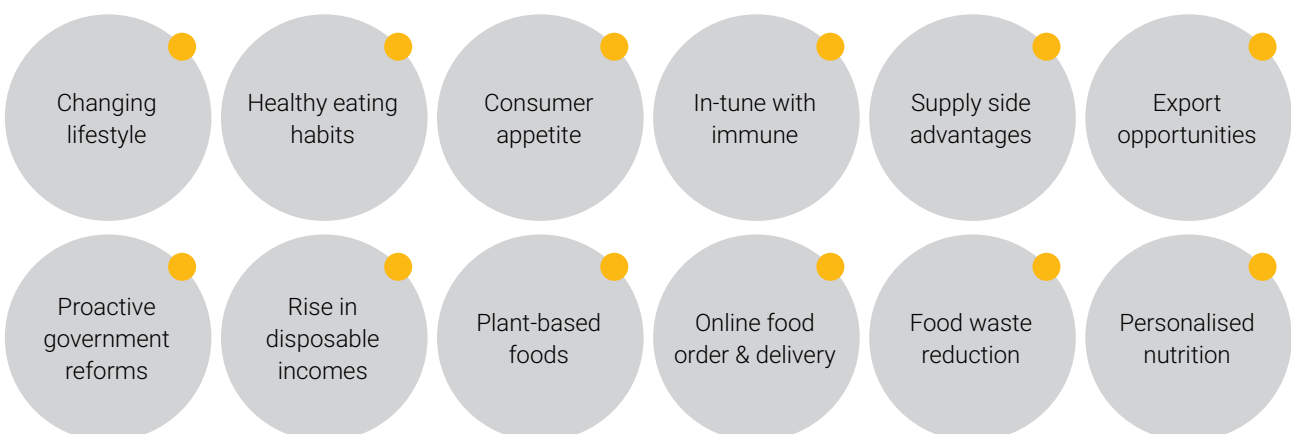 Changing
lifestyle
Healthy eating
habits
Consumer
appetite
In-tune with
immune
Supply side
advantages
Export
opportunities
Proactive
government
reforms
Rise in
disposable
incomes
Plant-based
foods
Online food
order & delivery
Food waste
reduction
Personalised
nutrition